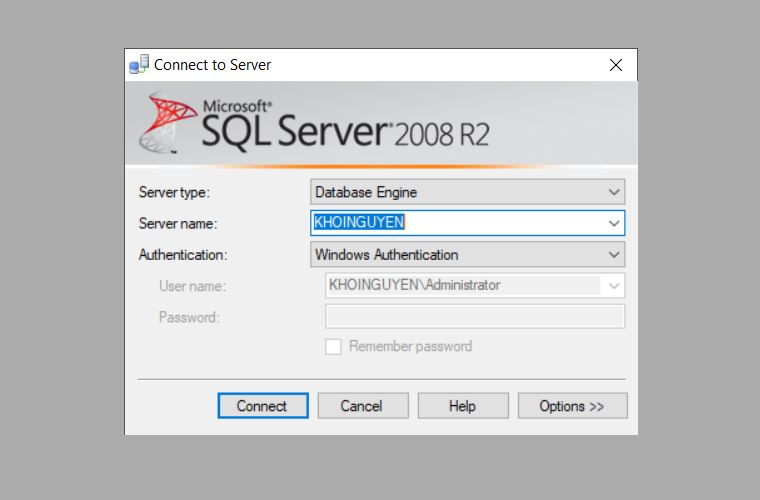 Connect to Server
Microsoft®
SQL Server® 2008 R2
Server type: Database Engine
Server name: KHOINGUYEN
Authentication: Windows Authentication
User name: KHOINGUYEN\Administrator
Password:
Remember password
Connect Cancel Help Options >>